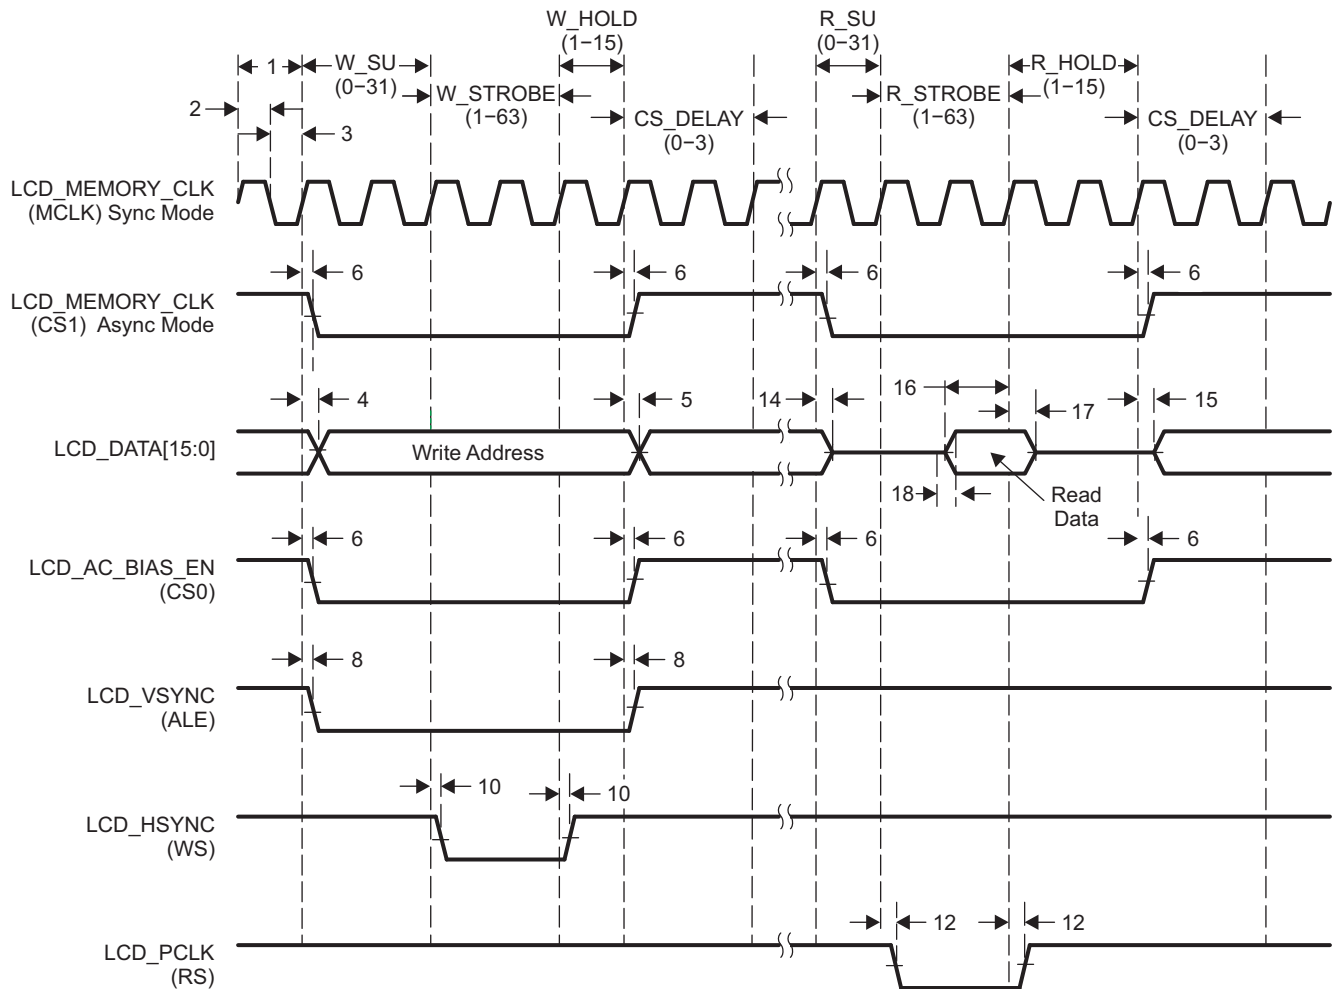 W_HOLD
(1−15)
R_SU
(0−31)
1
W_SU
(0−31)
R_HOLD
(1−15)
2
W_STROBE
(1−63)
R_STROBE
(1−63)
3
CS_DELAY
(0−3)
CS_DELAY
(0−3)
LCD_MEMORY_CLK
(MCLK) Sync Mode
6 6 6 6
LCD_MEMORY_CLK
(CS1) Async Mode
16
4 5 14 17 15
LCD_DATA[15:0]
Write Address
18
Read
Data
6 6 6 6
LCD_AC_BIAS_EN
(CS0)
8 8
LCD_VSYNC
(ALE)
10 10
LCD_HSYNC
(WS)
12 12
LCD_PCLK
(RS)